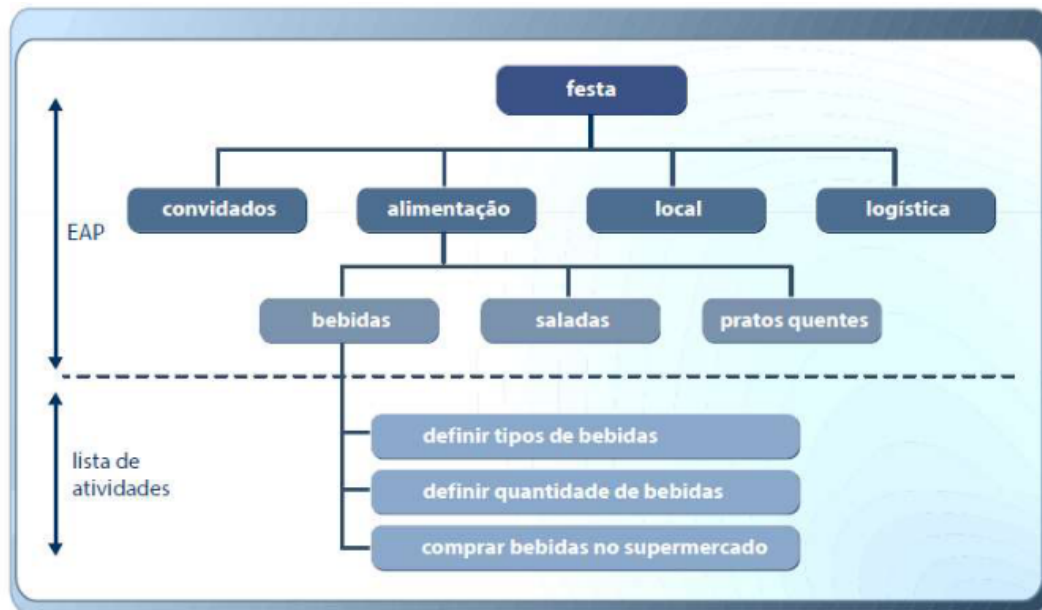 festa
convidados
alimentação
local
logística
EAP
bebidas
saladas
pratos quentes
definir tipos de bebidas
lista de
atividades
definir quantidade de bebidas
comprar bebidas no supermercado